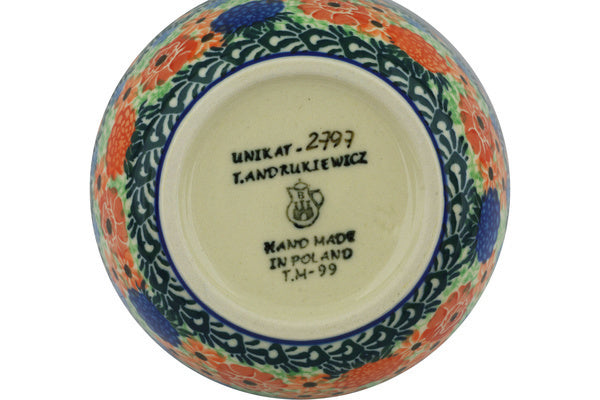 UNIKAT - 2797
T.ANDRUKIEWICZ
B
HAND MADE
IN POLAND
T.M-99